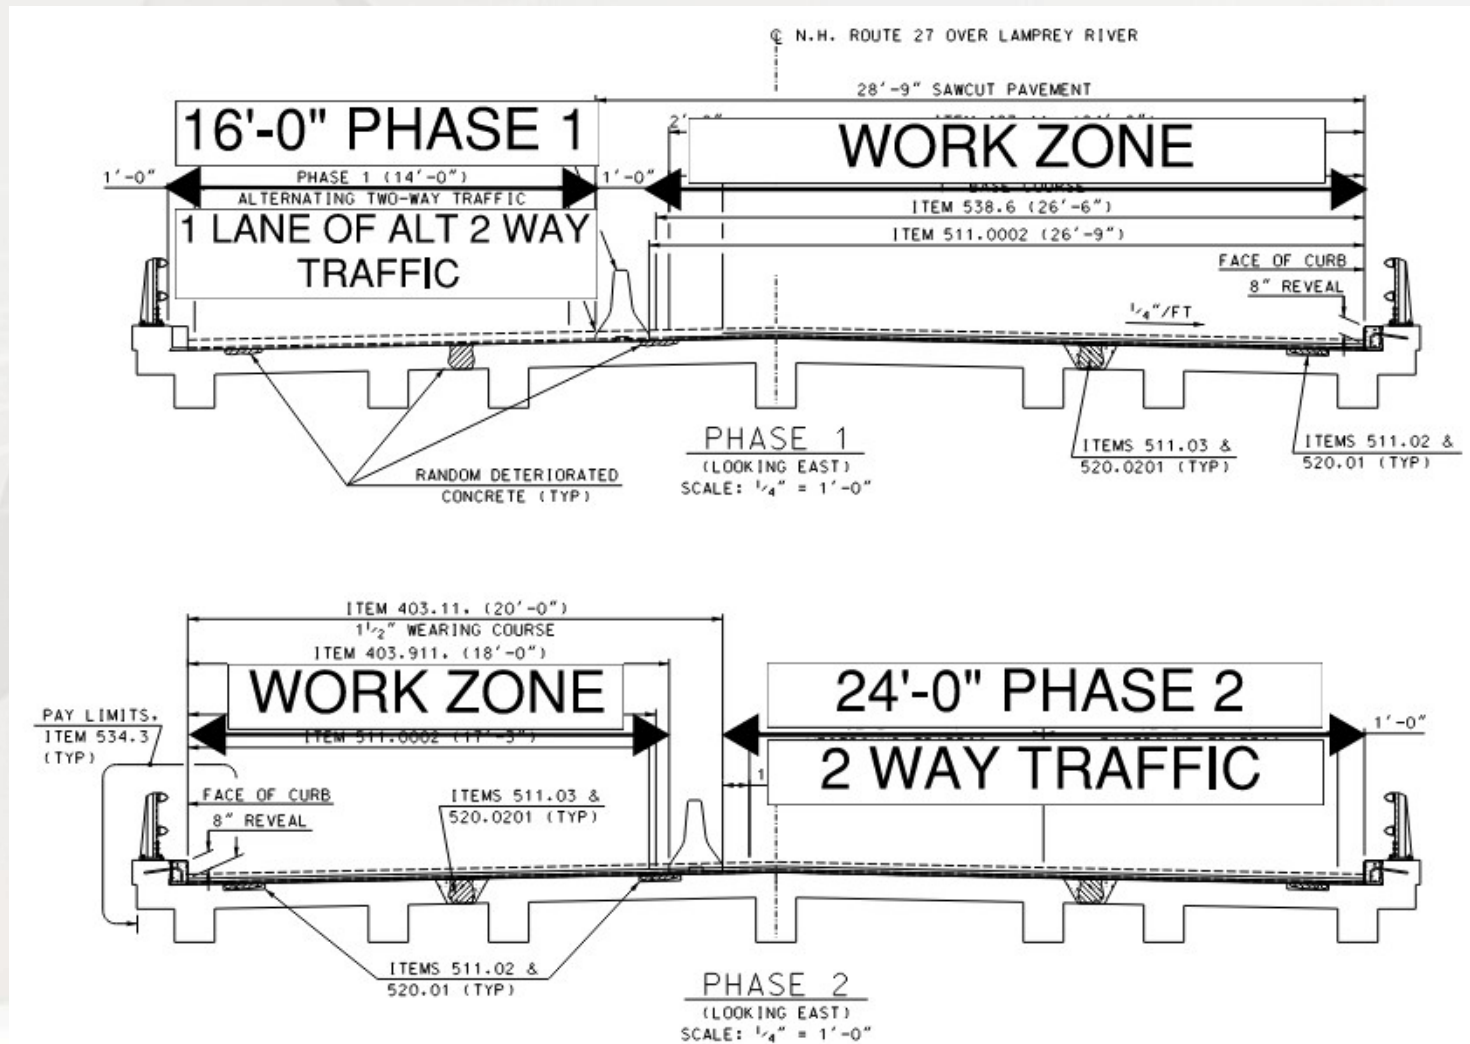 ℄ N.H. ROUTE 27 OVER LAMPREY RIVER
28'-9" SAWCUT PAVEMENT
16'-0" PHASE 1
WORK ZONE
1'-0"
PHASE 1 (14'-0")
1'-0"
BASE COURSE
ALTERNATING TWO-WAY TRAFFIC
ITEM 538.6 (26'-6")
1 LANE OF ALT 2 WAY
TRAFFIC
ITEM 511.0002 (26'-9")
FACE OF CURB
8" REVEAL
1/4"/FT
PHASE 1
(LOOKING EAST)
SCALE: 1/4" = 1'-0"
RANDOM DETERIORATED
CONCRETE (TYP)
ITEMS 511.03 &
520.0201 (TYP)
ITEMS 511.02 &
520.01 (TYP)
ITEM 403.11. (20'-0")
1 1/2" WEARING COURSE
ITEM 403.911. (18'-0")
WORK ZONE
24'-0" PHASE 2
PAY LIMITS,
ITEM 534.3
(TYP)
ITEM 511.0002 (17'-3")
1'-0"
2 WAY TRAFFIC
FACE OF CURB
8" REVEAL
ITEMS 511.03 &
520.0201 (TYP)
ITEMS 511.02 &
520.01 (TYP)
PHASE 2
(LOOKING EAST)
SCALE: 1/4" = 1'-0"